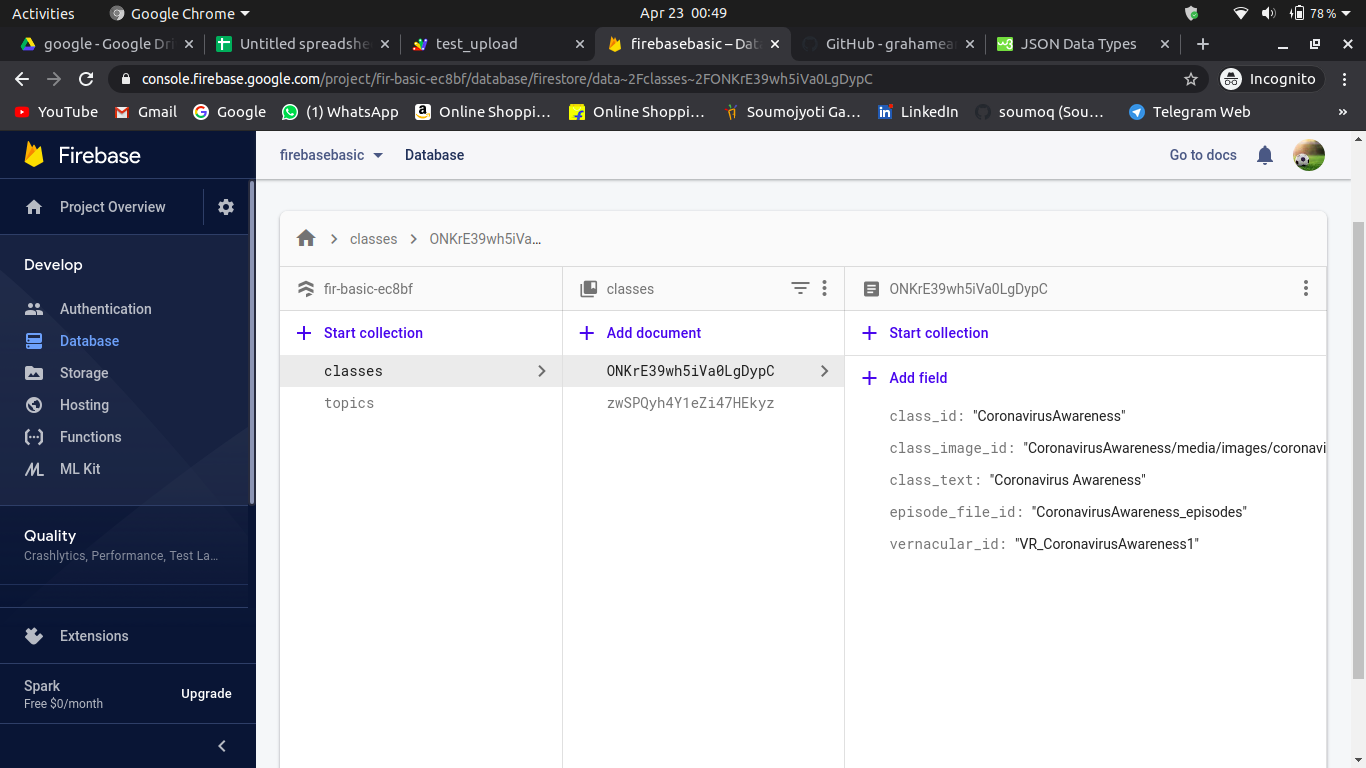 Activities Google Chrome Apr 23 00:49 78 %
google - Google Dri Untitled spreadshe test_upload firebasebasic – Dat GitHub - grahamear JSON Data Types
console.firebase.google.com/project/fir-basic-ec8bf/database/firestore/data~2Fclasses~2FONKrE39wh5iVa0LgDypC Incognito
YouTube Gmail Google (1) WhatsApp Online Shoppi... Online Shoppi... Soumojyoti Ga... LinkedIn soumoq (Sou... Telegram Web »
Firebase
firebasebasic Database Go to docs
Project Overview
Develop
Authentication
Database
Storage
Hosting
Functions
ML Kit
Quality
Crashlytics, Performance, Test La...
Extensions
Spark
Free $0/month
Upgrade
classes ONKrE39wh5iVa...
fir-basic-ec8bf
Start collection
classes
topics
classes
Add document
ONKrE39wh5iVa0LgDypC
zwSPQyh4Y1eZi47HEkyz
ONKrE39wh5iVa0LgDypC
Start collection
Add field
class_id: "CoronavirusAwareness"
class_image_id: "CoronavirusAwareness/media/images/coronavi
class_text: "Coronavirus Awareness"
episode_file_id: "CoronavirusAwareness_episodes"
vernacular_id: "VR_CoronavirusAwareness1"